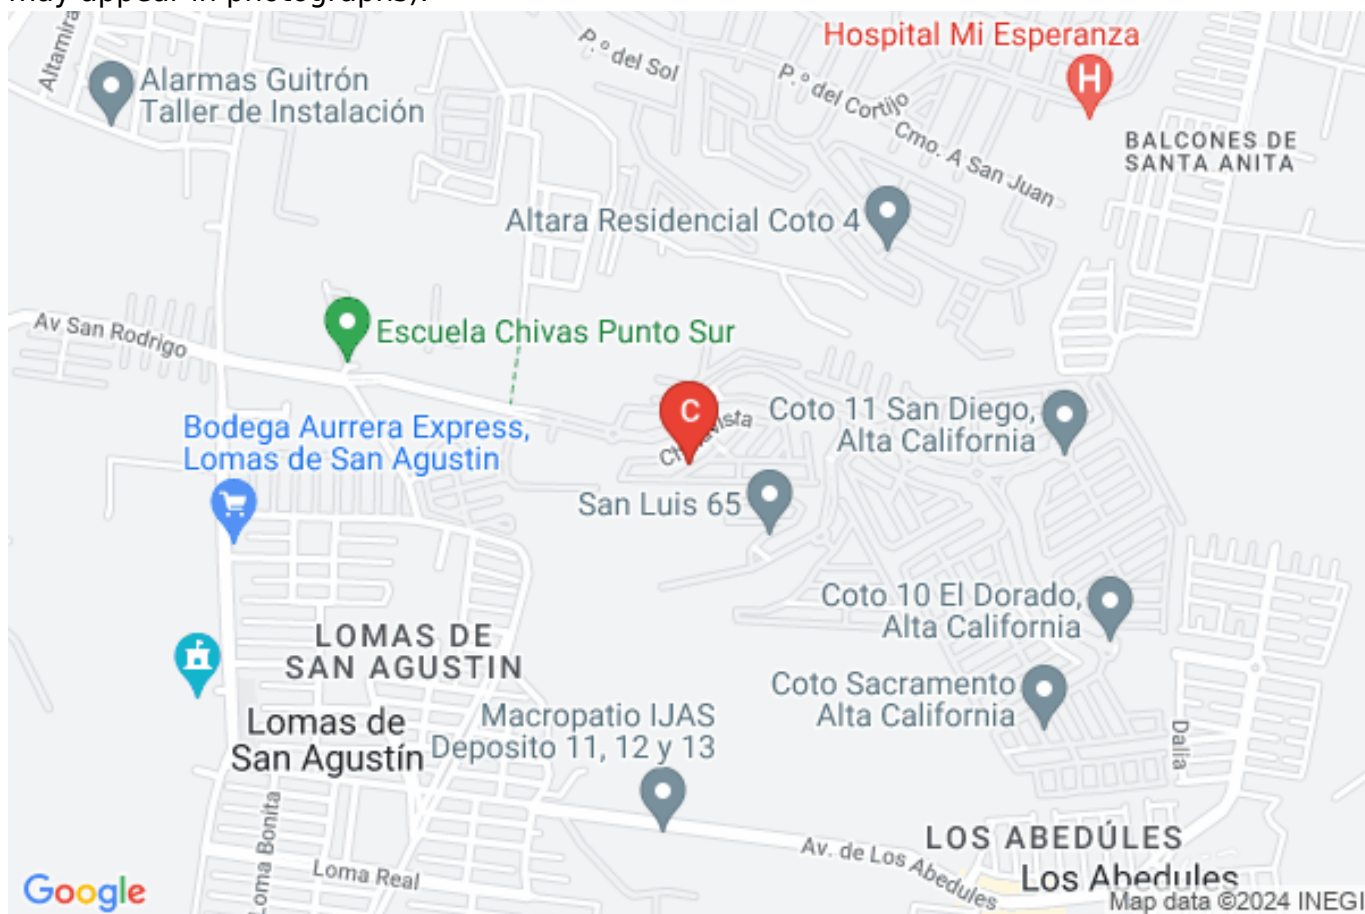 may appear in photographs).
Hospital Mi Esperanza
H
Altamira
P.º del Sol
P.º del Cortijo
Alarmas Guitrón
Taller de Instalación
Cmo. A San Juan
BALCONES DE
SANTA ANITA
Altara Residencial Coto 4
Av San Rodrigo
Escuela Chivas Punto Sur
C
Coto 11 San Diego,
Alta California
Bodega Aurrera Express,
Lomas de San Agustin
San Luis 65
Coto 10 El Dorado,
Alta California
LOMAS DE
SAN AGUSTIN
Coto Sacramento
Alta California
Lomas de
San Agustín
Macropatio IJAS
Deposito 11, 12 y 13
Dalia
Loma Bonita
Loma Real
Av. de Los Abedules
LOS ABEDÚLES
Los Abedules
Google
Map data ©2024 INEGI